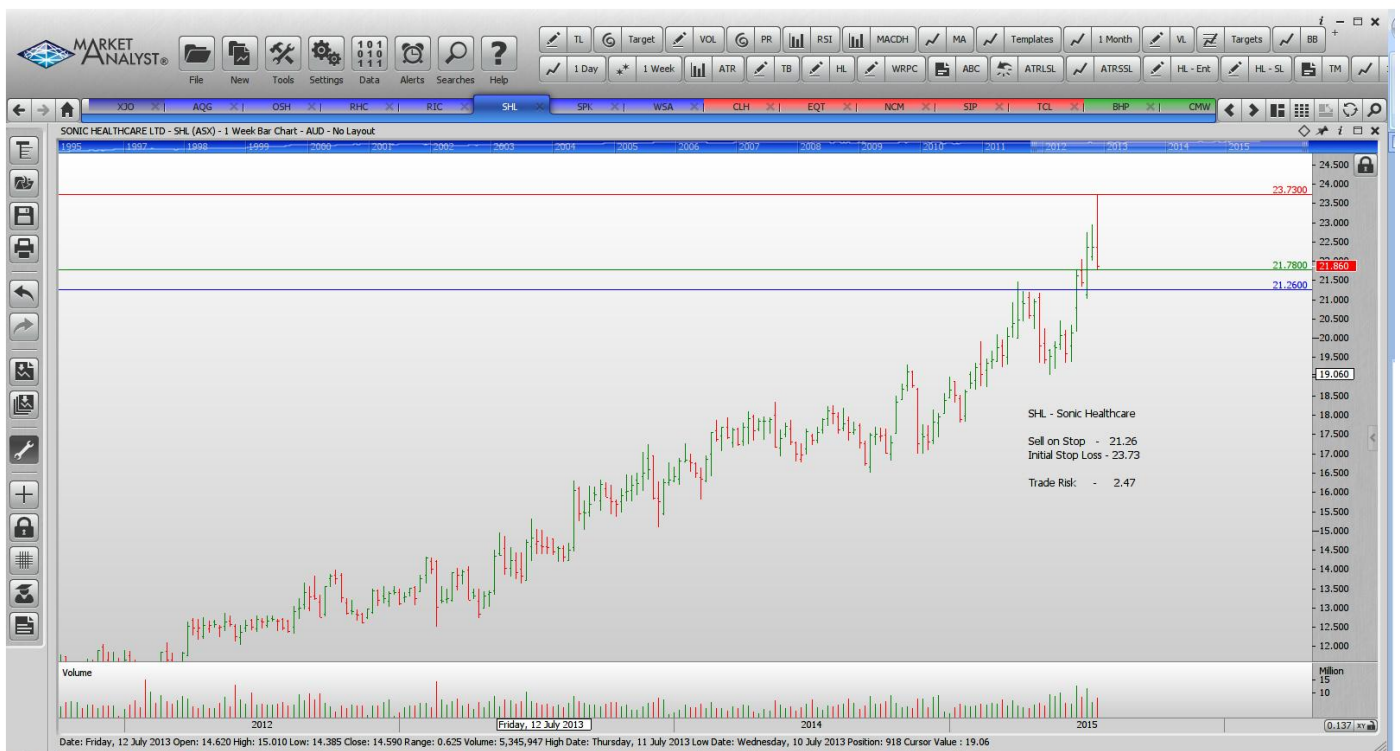 MARKET
ANALYST®
File
New
Tools
Settings
101
010
111
Data
Alerts
Searches
?
Help
TL
Target
VOL
PR
RSI
MACDH
MA
Templates
1 Month
VL
Targets
BB
1 Day
1 Week
ATR
TB
HL
WRPC
ABC
ATRLSL
ATRSSL
HL - Ent
HL - SL
TM
XJO
AQG
OSH
RHC
RIC
SHL
SPK
WSA
CLH
EQT
NCM
SIP
TCL
BHP
CMW
SONIC HEALTHCARE LTD - SHL (ASX) - 1 Week Bar Chart - AUD - No Layout
1995 1997 1998 1999 2000 2001 2002 2003 2004 2005 2006 2007 2008 2009 2010 2011 2012 2013 2014 2015
24.500
24.000
23.7300
23.500
23.000
22.500
21.7800
21.860
21.500
21.2600
21.000
20.500
20.000
19.500
19.060
18.500
18.000
17.500
17.000
16.500
16.000
15.500
15.000
14.500
14.000
13.500
13.000
12.500
12.000
SHL - Sonic Healthcare
Sell on Stop - 21.26
Initial Stop Loss - 23.73
Trade Risk - 2.47
Volume
Million
15
10
2012
Friday, 12 July 2013
2014
2015
0.137 XY
Date: Friday, 12 July 2013 Open: 14.620 High: 15.010 Low: 14.385 Close: 14.590 Range: 0.625 Volume: 5,345,947 High Date: Thursday, 11 July 2013 Low Date: Wednesday, 10 July 2013 Position: 918 Cursor Value : 19.06